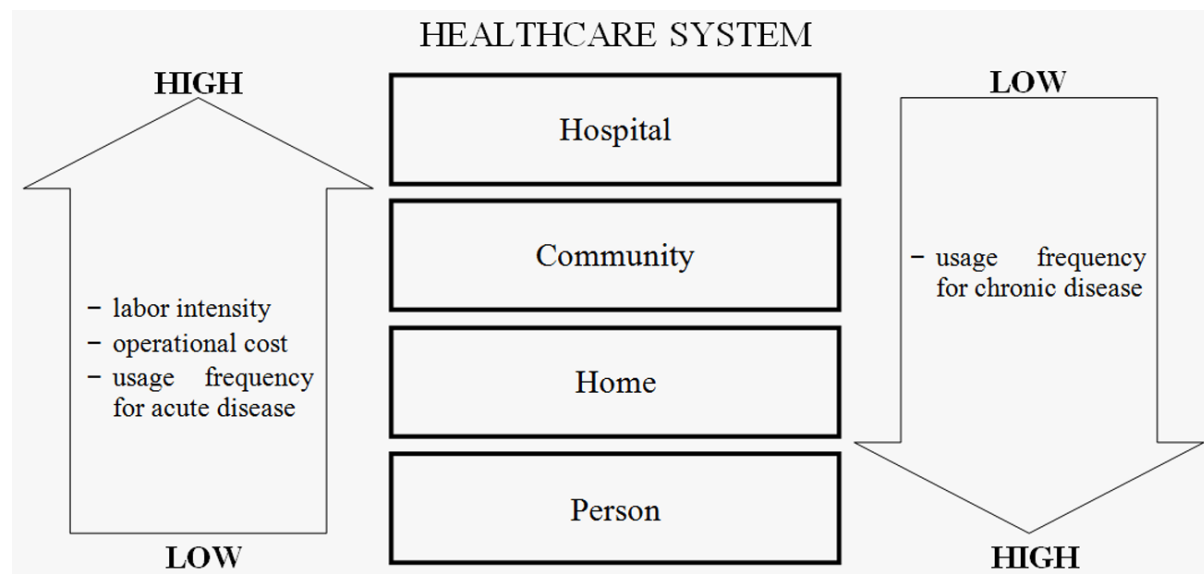 HEALTHCARE SYSTEM
HIGH
LOW
Hospital
Community
Home
Person
− labor intensity
− operational cost
− usage frequency
for acute disease
− usage frequency
for chronic disease
LOW
HIGH